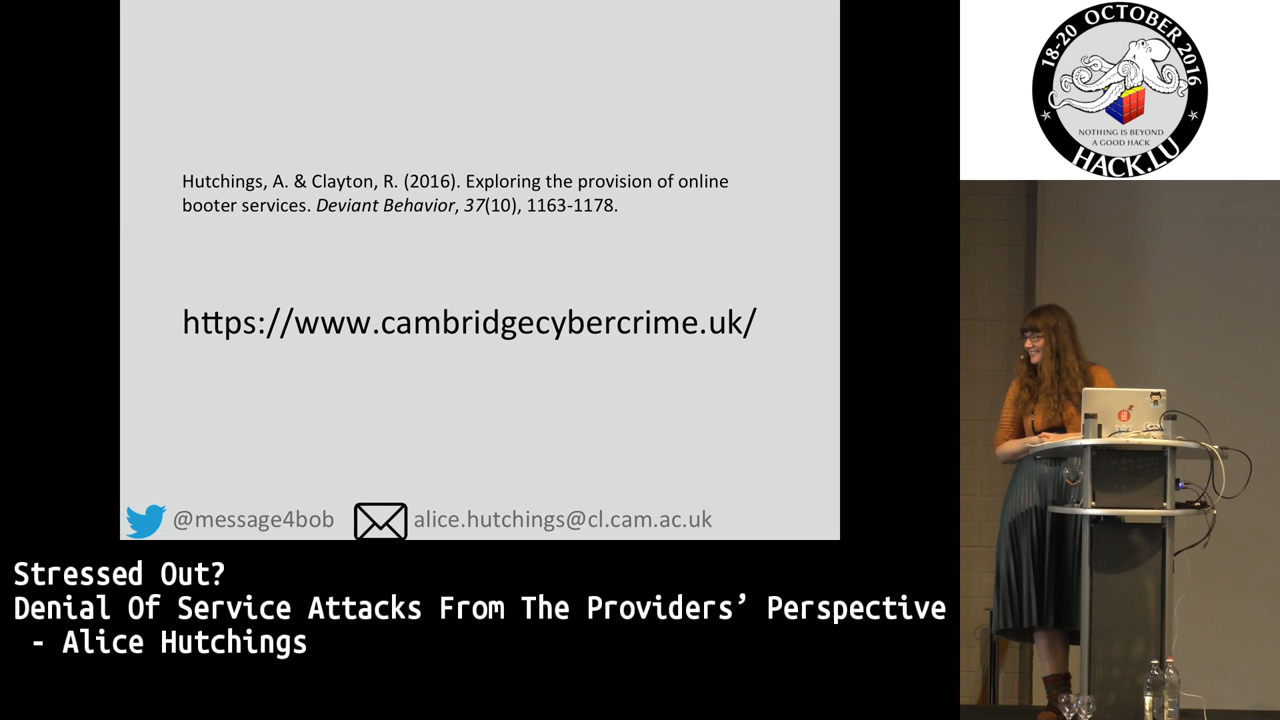 Hutchings, A. & Clayton, R. (2016). Exploring the provision of online
booter services. Deviant Behavior, 37(10), 1163-1178.
https://www.cambridgecybercrime.uk/
@message4bob
alice.hutchings@cl.cam.ac.uk
Stressed Out?
Denial Of Service Attacks From The Providers’ Perspective
- Alice Hutchings
18-20 OCTOBER 2016
NOTHING IS BEYOND
A GOOD HACK
HACK.LU